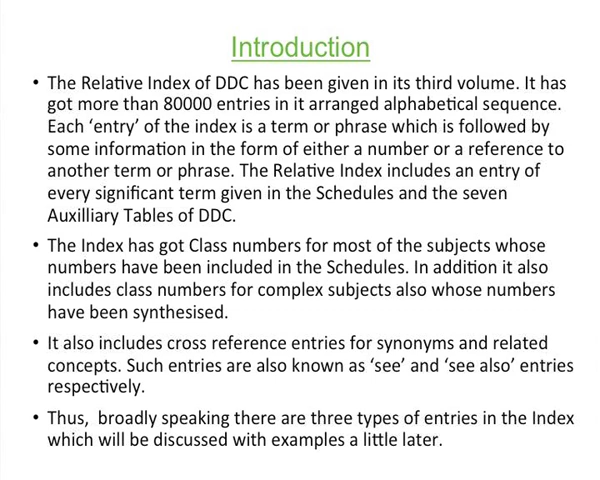 Introduction
• The Relative Index of DDC has been given in its third volume. It has
got more than 80000 entries in it arranged alphabetical sequence.
Each ‘entry’ of the index is a term or phrase which is followed by
some information in the form of either a number or a reference to
another term or phrase. The Relative Index includes an entry of
every significant term given in the Schedules and the seven
Auxilliary Tables of DDC.
• The Index has got Class numbers for most of the subjects whose
numbers have been included in the Schedules. In addition it also
includes class numbers for complex subjects also whose numbers
have been synthesised.
• It also includes cross reference entries for synonyms and related
concepts. Such entries are also known as ‘see’ and ‘see also’ entries
respectively.
• Thus,  broadly speaking there are three types of entries in the Index
which will be discussed with examples a little later.